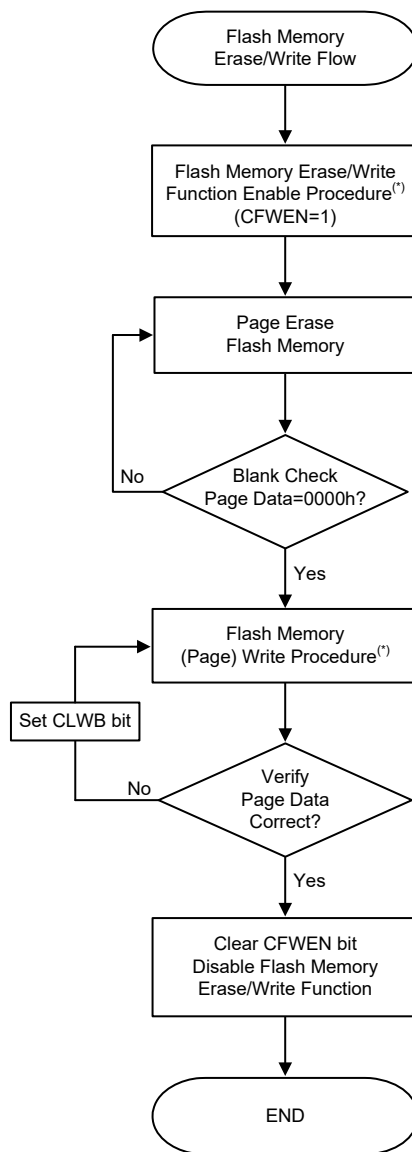 Flash Memory
Erase/Write Flow
Flash Memory Erase/Write
Function Enable Procedure(*)
(CFWEN=1)
Page Erase
Flash Memory
No
Blank Check
Page Data=0000h?
Yes
Flash Memory
(Page) Write Procedure(*)
Set CLWB bit
No
Verify
Page Data
Correct?
Yes
Clear CFWEN bit
Disable Flash Memory
Erase/Write Function
END